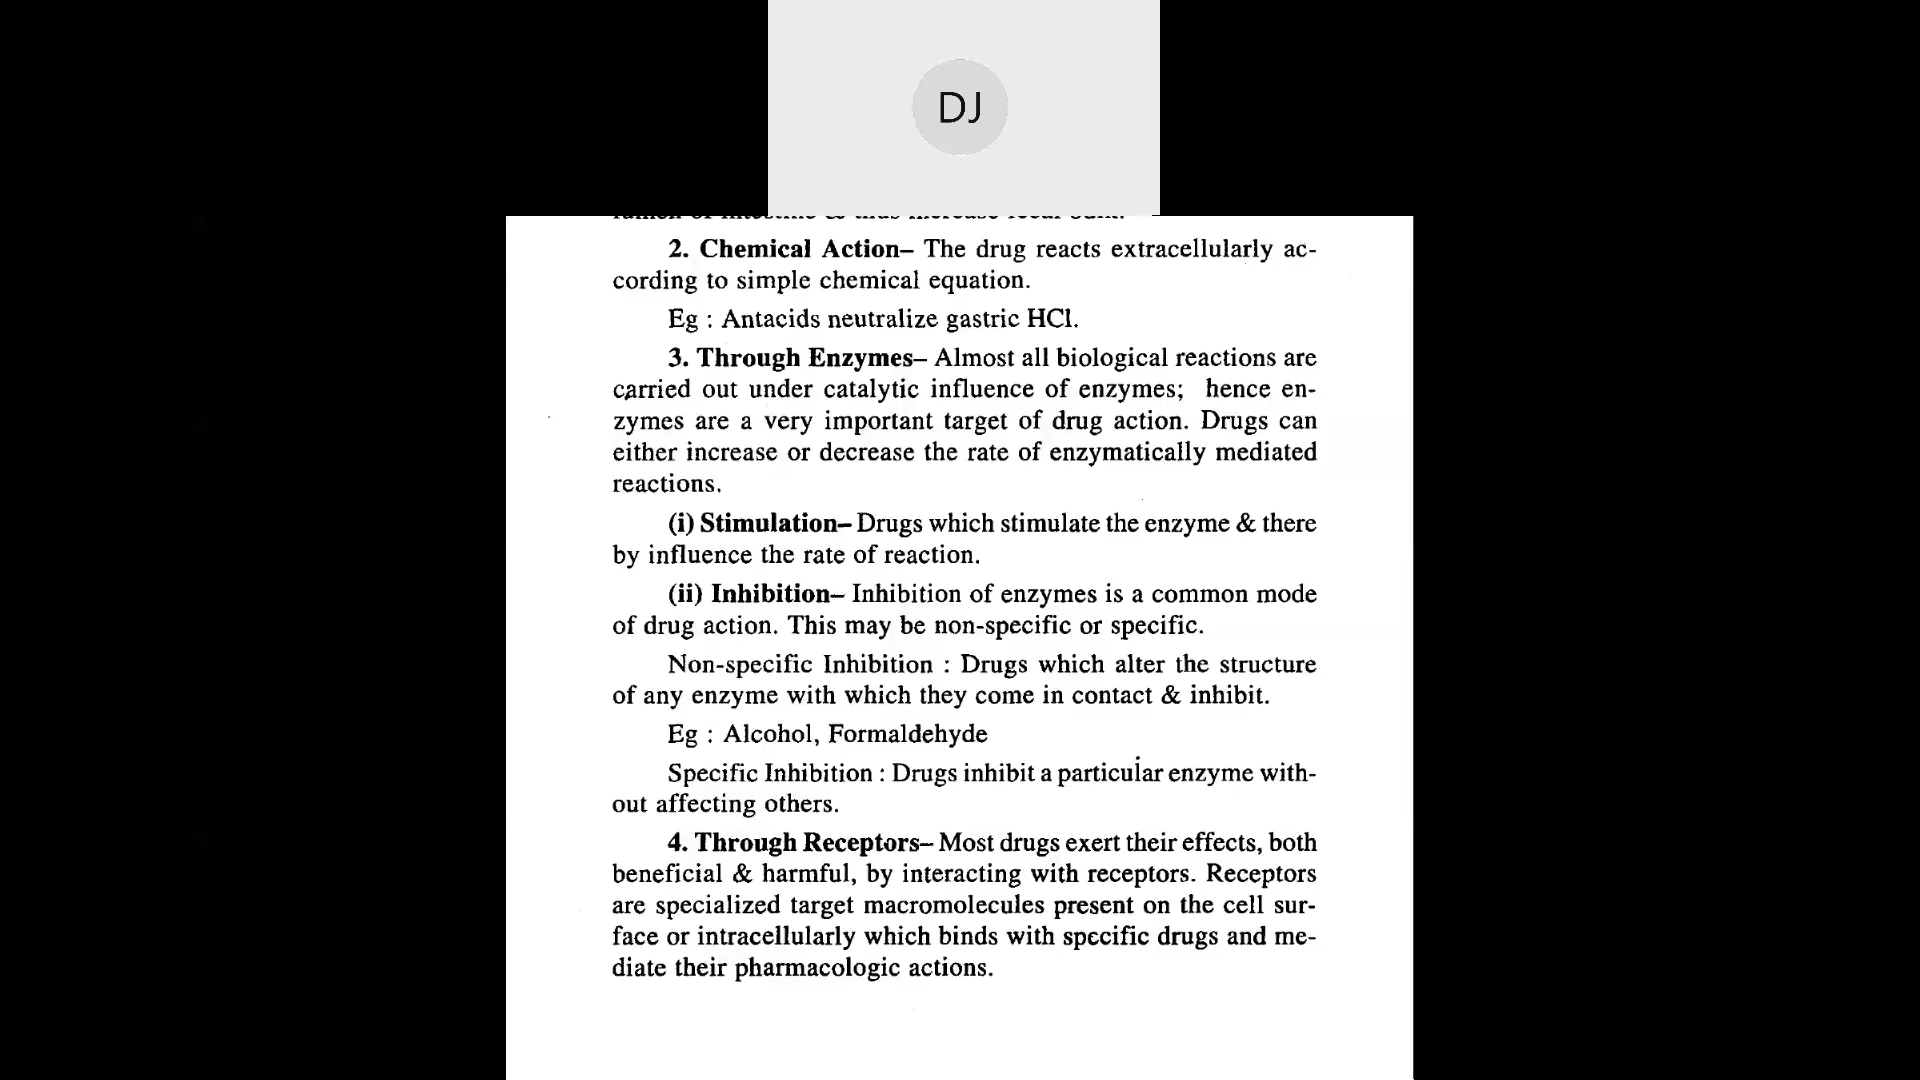 DJ
2. Chemical Action– The drug reacts extracellularly ac-
cording to simple chemical equation.
Eg : Antacids neutralize gastric HCl.
3. Through Enzymes– Almost all biological reactions are
carried out under catalytic influence of enzymes; hence en-
zymes are a very important target of drug action. Drugs can
either increase or decrease the rate of enzymatically mediated
reactions.
(i) Stimulation– Drugs which stimulate the enzyme & there
by influence the rate of reaction.
(ii) Inhibition– Inhibition of enzymes is a common mode
of drug action. This may be non-specific or specific.
Non-specific Inhibition : Drugs which alter the structure
of any enzyme with which they come in contact & inhibit.
Eg : Alcohol, Formaldehyde
Specific Inhibition : Drugs inhibit a particular enzyme with-
out affecting others.
4. Through Receptors– Most drugs exert their effects, both
beneficial & harmful, by interacting with receptors. Receptors
are specialized target macromolecules present on the cell sur-
face or intracellularly which binds with specific drugs and me-
diate their pharmacologic actions.